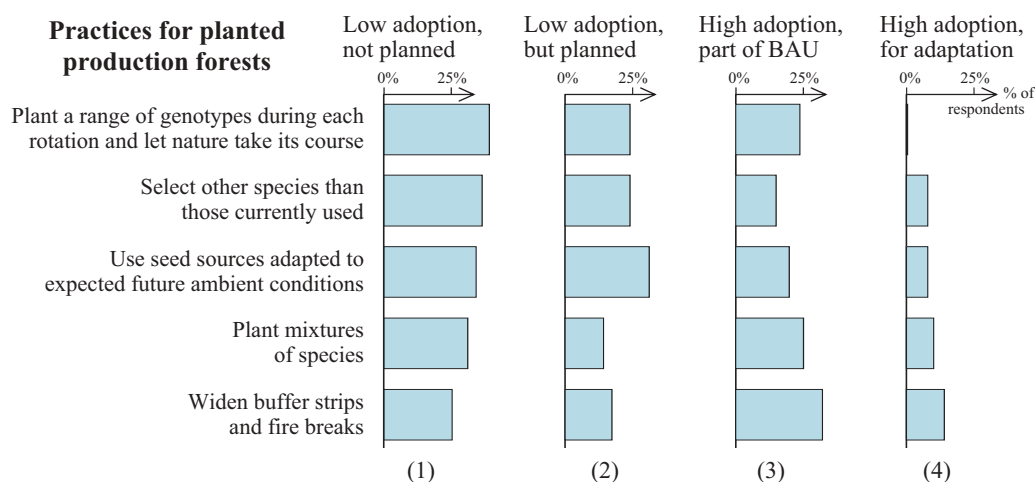 Practices for planted
production forests
Low adoption,
not planned
Low adoption,
but planned
High adoption,
part of BAU
High adoption,
for adaptation
0% 25%
0% 25%
0% 25%
0% 25%
% of
respondents
Plant a range of genotypes during each
rotation and let nature take its course
Select other species than
those currently used
Use seed sources adapted to
expected future ambient conditions
Plant mixtures
of species
Widen buffer strips
and fire breaks
(1) (2) (3) (4)